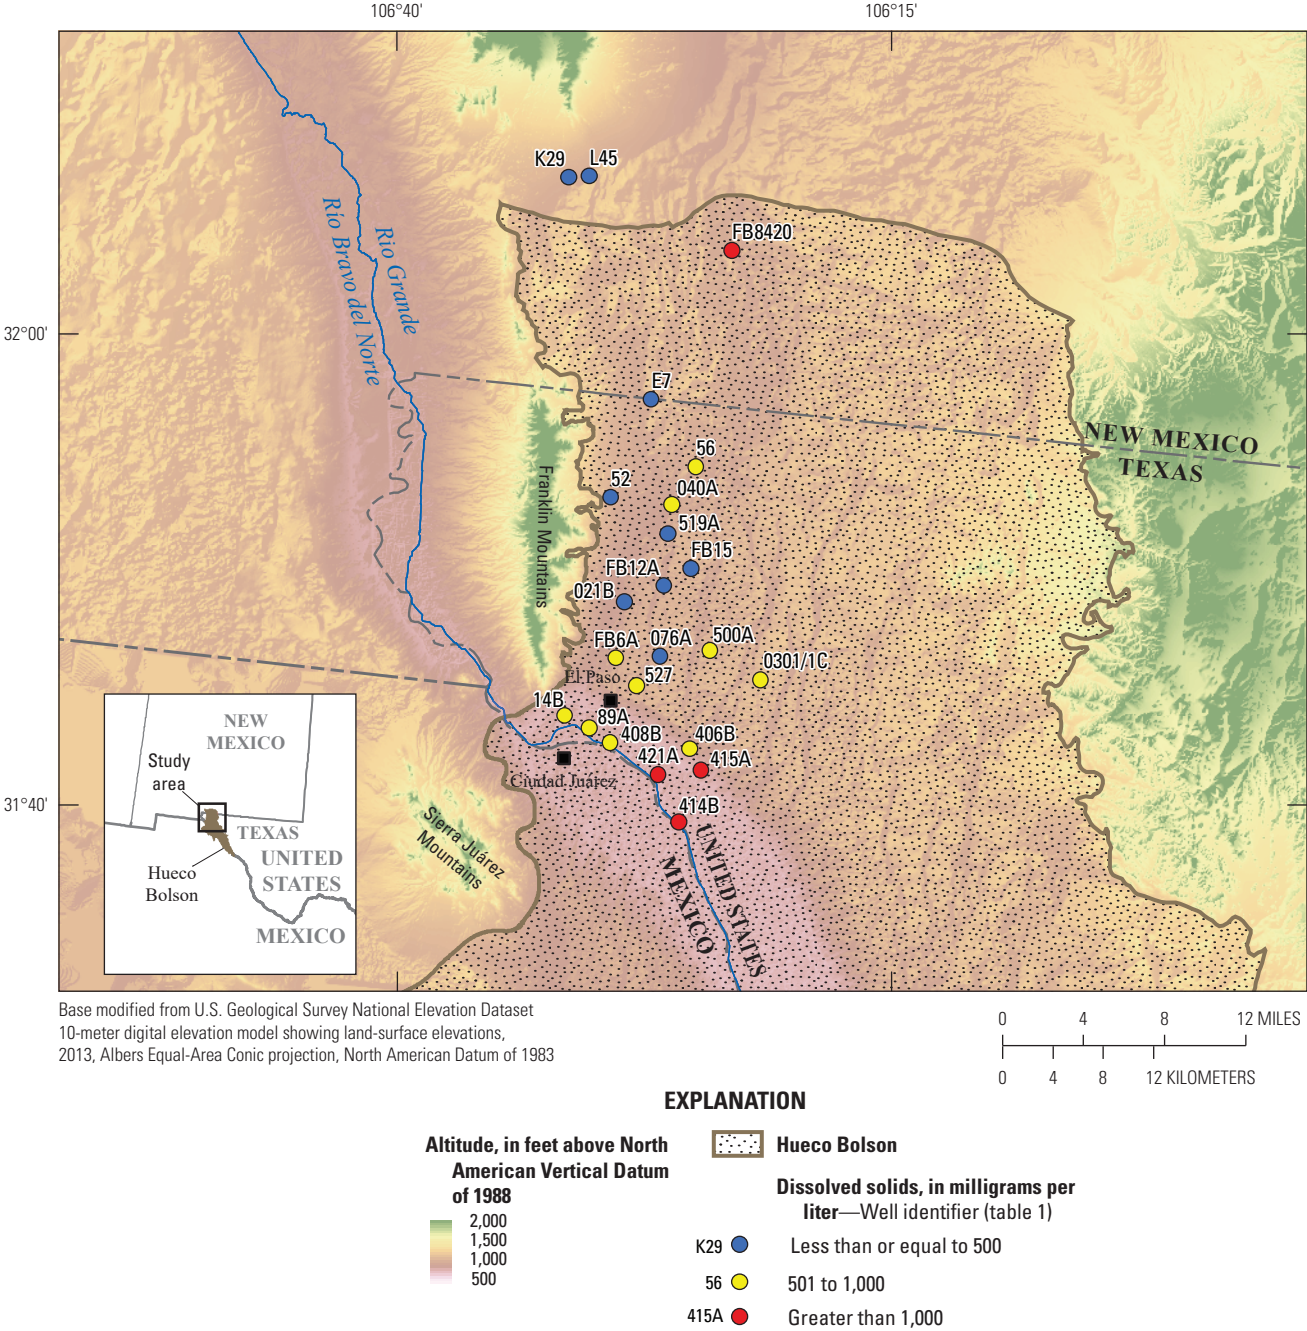 106°40'
106°15'
K29
L45
FB8420
Rio Grande
Río Bravo del Norte
32°00'
E7
NEW MEXICO
TEXAS
56
52
040A
Franklin Mountains
519A
FB15
FB12A
021B
FB6A
076A
500A
0301/1C
El Paso
527
14B
89A
408B
406B
421A
415A
Ciudad Juárez
31°40'
414B
Sierra Juárez
Mountains
UNITED STATES
MEXICO
NEW
MEXICO
Study
area
TEXAS
UNITED
STATES
Hueco
Bolson
MEXICO
Base modified from U.S. Geological Survey National Elevation Dataset
10-meter digital elevation model showing land-surface elevations,
2013, Albers Equal-Area Conic projection, North American Datum of 1983
0 4 8 12 MILES
0 4 8 12 KILOMETERS
EXPLANATION
Altitude, in feet above North
American Vertical Datum
of 1988
2,000
1,500
1,000
500
Hueco Bolson
Dissolved solids, in milligrams per
liter—Well identifier (table 1)
K29 Less than or equal to 500
56 501 to 1,000
415A Greater than 1,000